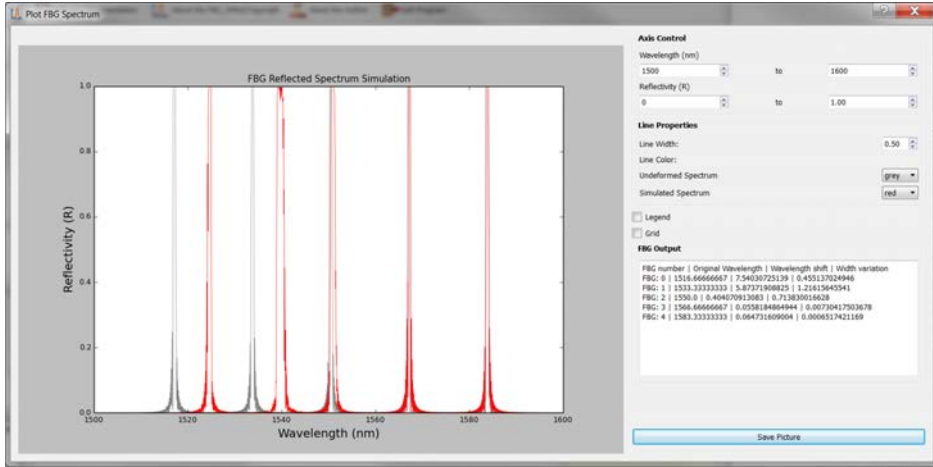 Plot FBG Spectrum
FBG Reflected Spectrum Simulation
1.0
0.8
0.6
0.4
0.2
0.0
Reflectivity (R)
1500
1520
1540
1560
1580
1600
Wavelength (nm)
Axis Control
Wavelength (nm)
1500 to 1600
Reflectivity (R)
0 to 1.00
Line Properties
Line Width: 0.50
Line Color:
Undeformed Spectrum grey
Simulated Spectrum red
Legend
Grid
FBG Output
FBG number | Original Wavelength | Wavelength shift | Width variation
FBG: 0 | 1516.66666667 | 7.54030725139 | 0.455137024946
FBG: 1 | 1533.33333333 | 5.87371908825 | 1.21615645541
FBG: 2 | 1550.0 | 0.404070913083 | 0.713830016628
FBG: 3 | 1566.66666667 | 0.0558184864944 | 0.00730417503678
FBG: 4 | 1583.33333333 | 0.064731609004 | 0.0006517421169
Save Picture